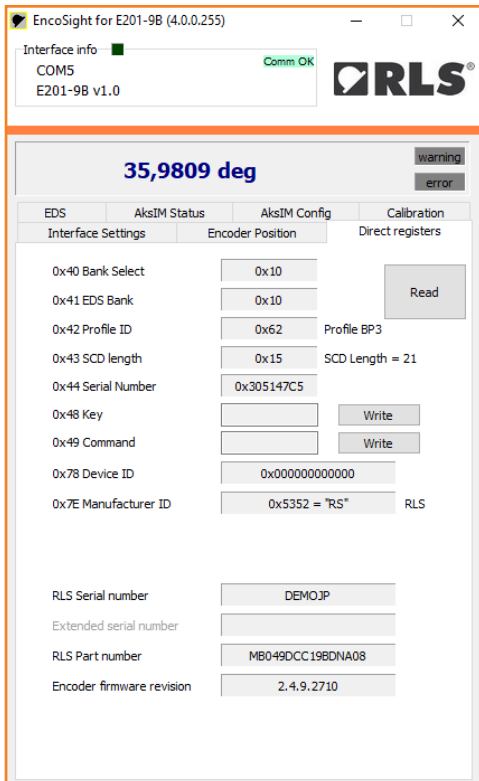 EncoSight for E201-9B (4.0.0.255)
Interface info
Comm OK
COM5
E201-9B v1.0
RLS®
35,9809 deg
warning
error
EDS AksIM Status AksIM Config Calibration
Interface Settings Encoder Position Direct registers
0x40 Bank Select 0x10
Read
0x41 EDS Bank 0x10
0x42 Profile ID 0x62 Profile BP3
0x43 SCD length 0x15 SCD Length = 21
0x44 Serial Number 0x305147C5
0x48 Key Write
0x49 Command Write
0x78 Device ID 0x000000000000
0x7E Manufacturer ID 0x5352 = "RS" RLS
RLS Serial number DEMOJP
Extended serial number
RLS Part number MB049DCC19BDNA08
Encoder firmware revision 2.4.9.2710